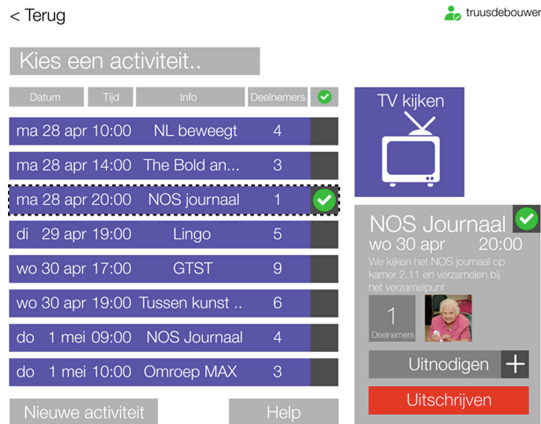 < Terug
truusdebouwer
Kies een activiteit..
Datum Tijd Info Deelnemers
ma 28 apr 10:00 NL beweegt 4
ma 28 apr 14:00 The Bold an... 3
ma 28 apr 20:00 NOS journaal 1
di 29 apr 19:00 Lingo 5
wo 30 apr 17:00 GTST 9
wo 30 apr 19:00 Tussen kunst .. 6
do 1 mei 09:00 NOS Journaal 4
do 1 mei 10:00 Omroep MAX 3
Nieuwe activiteit
Help
TV kijken
NOS Journaal
wo 30 apr 20:00
We kijken het NOS journaal op
kamer 2.11 en verzamelen bij
het verzamelpunt
1
Deelnemers
Uitnodigen +
Uitschrijven